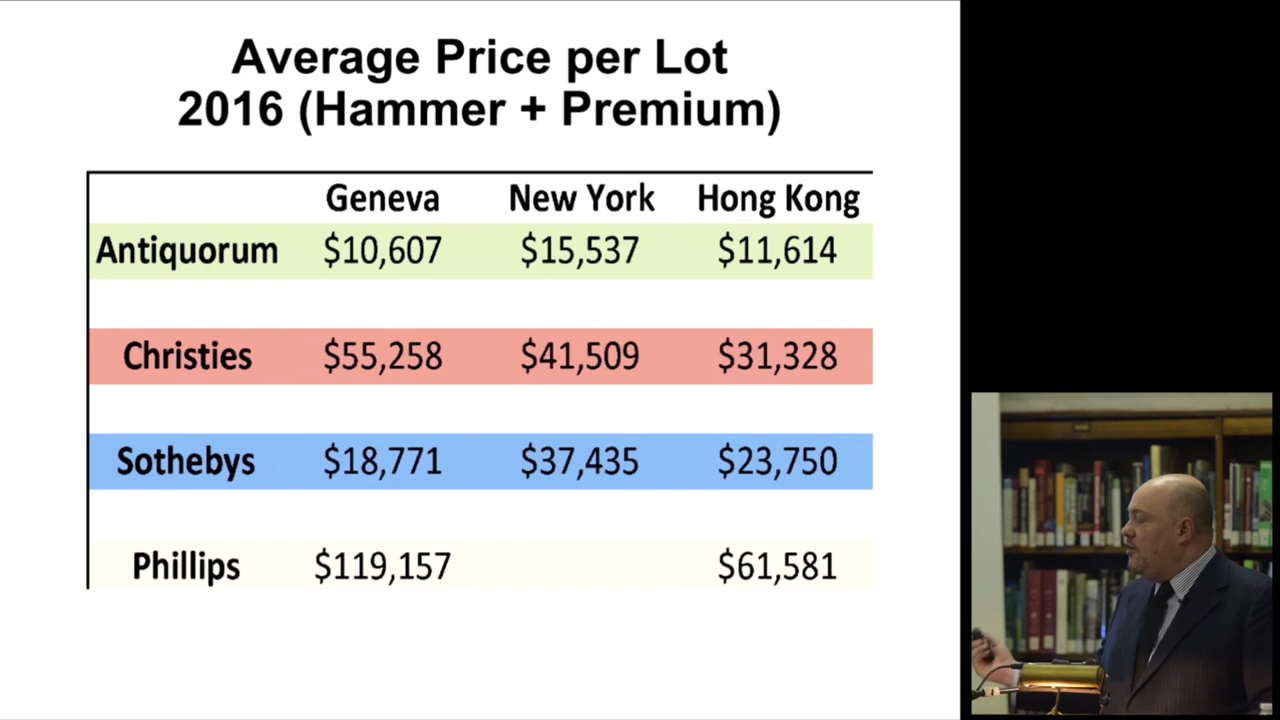 Average Price per Lot
2016 (Hammer + Premium)
Geneva New York Hong Kong
Antiquorum $10,607 $15,537 $11,614
Christies $55,258 $41,509 $31,328
Sothebys $18,771 $37,435 $23,750
Phillips $119,157 $61,581